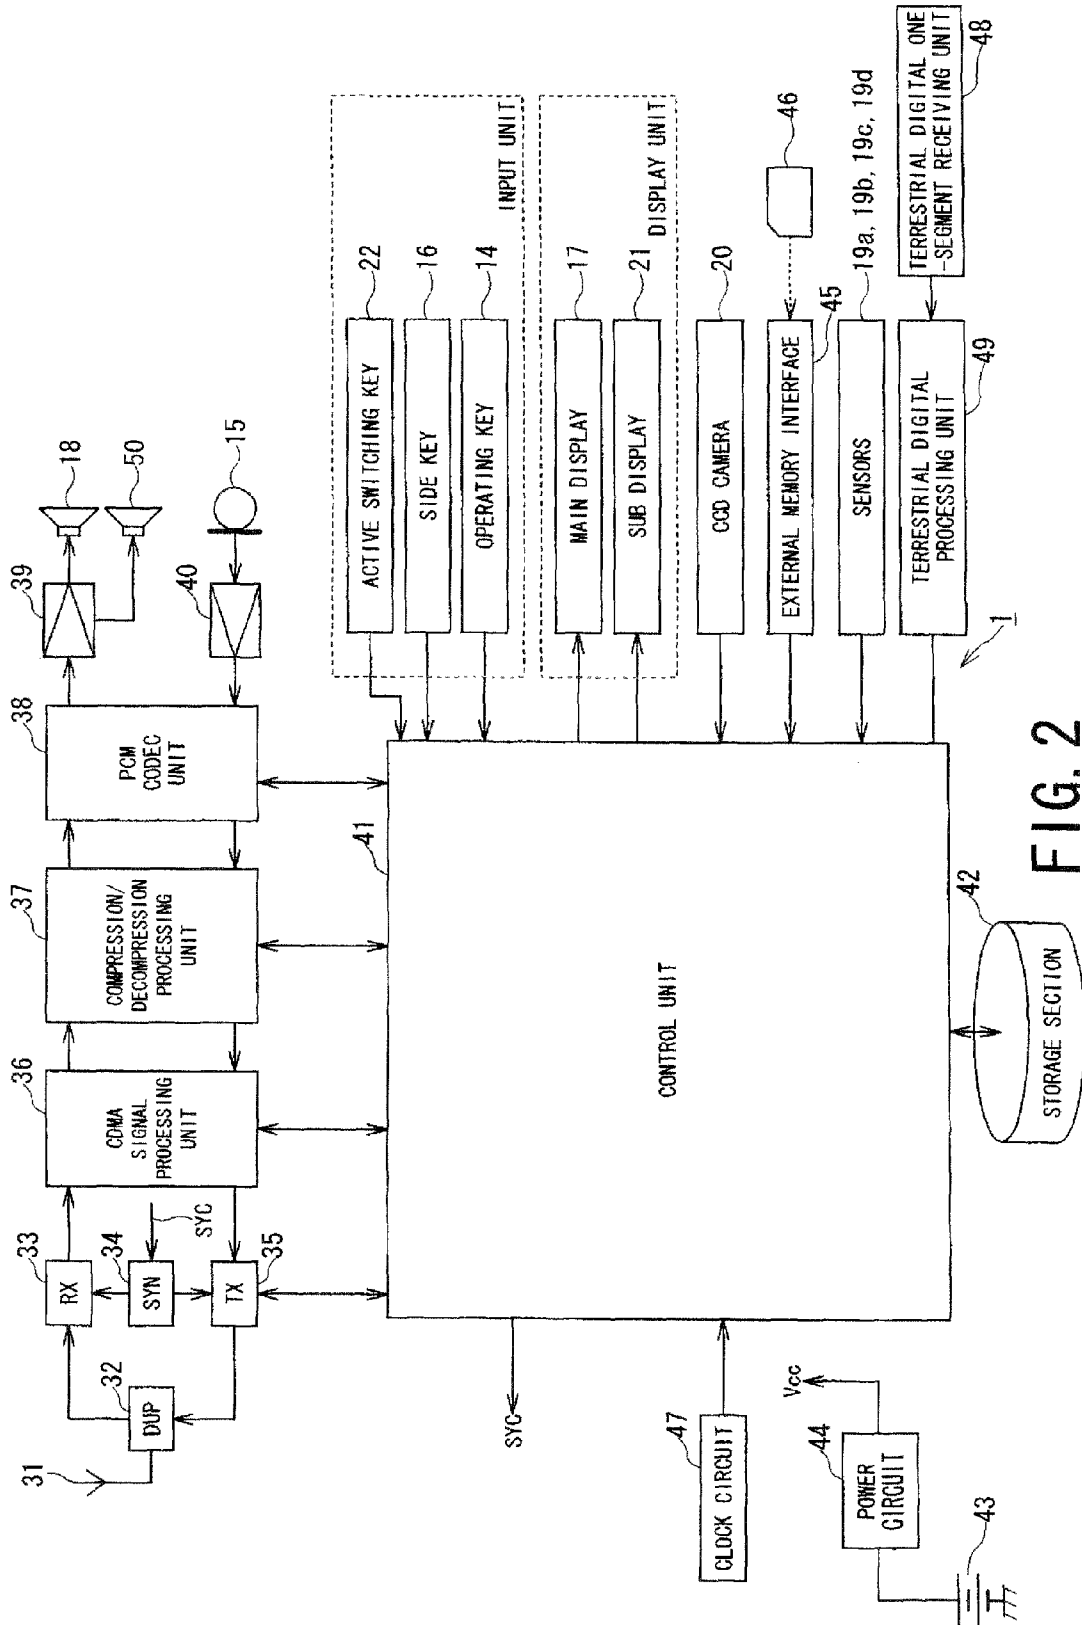 31
32
DUP
33
RX
34
SYN
SYC
35
TX
36
CDMA
SIGNAL
PROCESSING
UNIT
37
COMPRESSION/
DECOMPRESSION
PROCESSING
UNIT
38
PCM
CODEC
UNIT
39
18
50
40
15
41
CONTROL UNIT
SYC
47
CLOCK CIRCUIT
Vcc
44
POWER
CIRCUIT
43
42
STORAGE SECTION
ACTIVE SWITCHING KEY
22
SIDE KEY
16
OPERATING KEY
14
INPUT UNIT
MAIN DISPLAY
17
SUB DISPLAY
21
DISPLAY UNIT
CCD CAMERA
20
EXTERNAL MEMORY INTERFACE
45
46
SENSORS
19a, 19b, 19c, 19d
TERRESTRIAL DIGITAL
PROCESSING UNIT
49
TERRESTRIAL DIGITAL ONE
-SEGMENT RECEIVING UNIT
48
1
FIG. 2